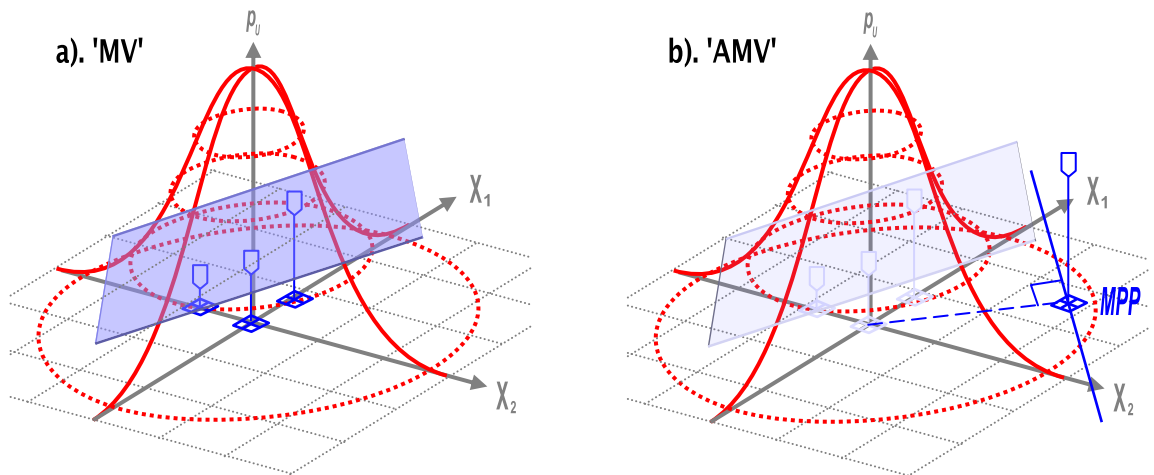 a). 'MV'
p_U
X_1
X_2
b). 'AMV'
p_U
X_1
MPP
X_2